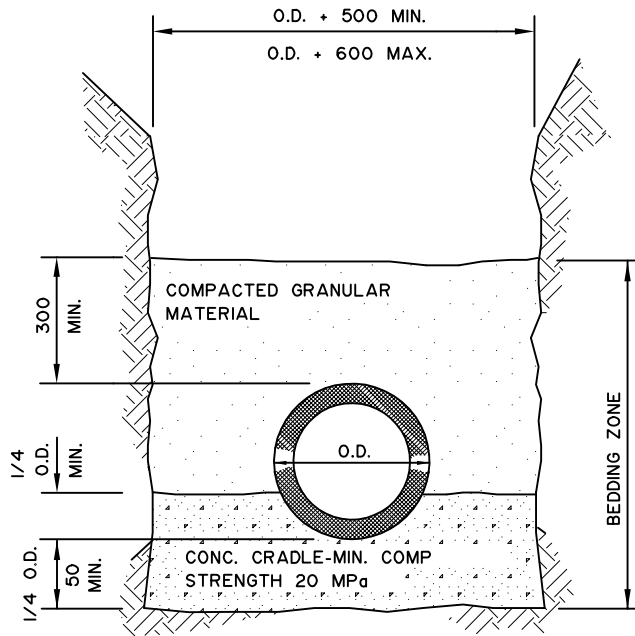 O.D. + 500 MIN.
O.D. + 600 MAX.
COMPACTED GRANULAR
MATERIAL
300
MIN.
1/4
O.D.
MIN.
O.D.
BEDDING ZONE
CONC. CRADLE-MIN. COMP
STRENGTH 20 MPa
1/4 O.D.
50
MIN.